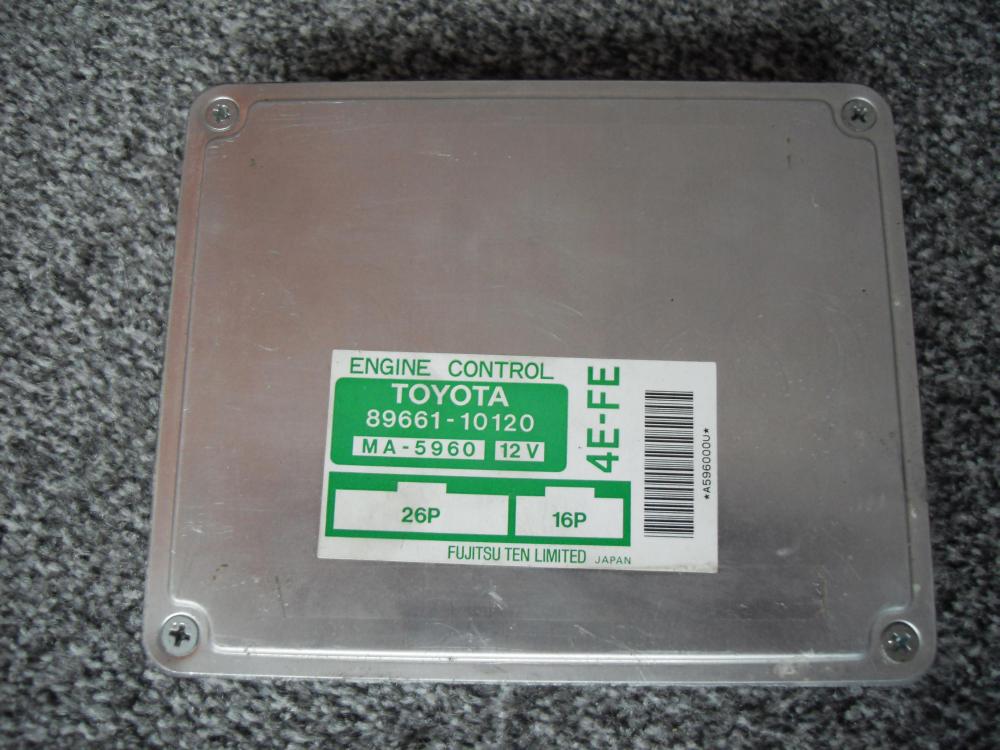 ENGINE CONTROL
TOYOTA
89661-10120
MA-5960 12V
4E-FE
*A596000U*
26P 16P
FUJITSU TEN LIMITED JAPAN